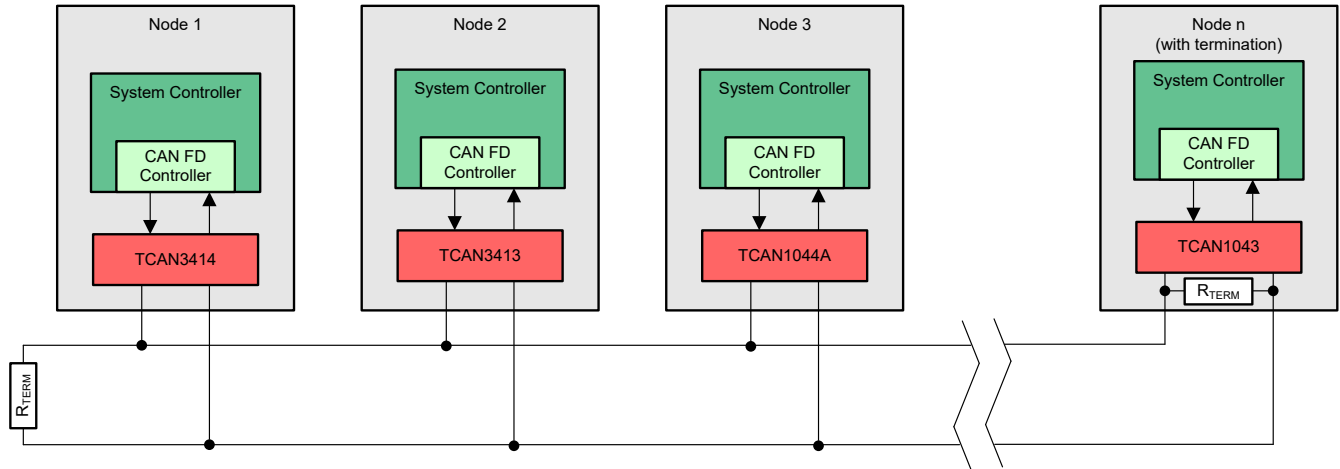 Node 1
System Controller
CAN FD
Controller
TCAN3414
Node 2
System Controller
CAN FD
Controller
TCAN3413
Node 3
System Controller
CAN FD
Controller
TCAN1044A
Node n
(with termination)
System Controller
CAN FD
Controller
TCAN1043
RTERM
RTERM